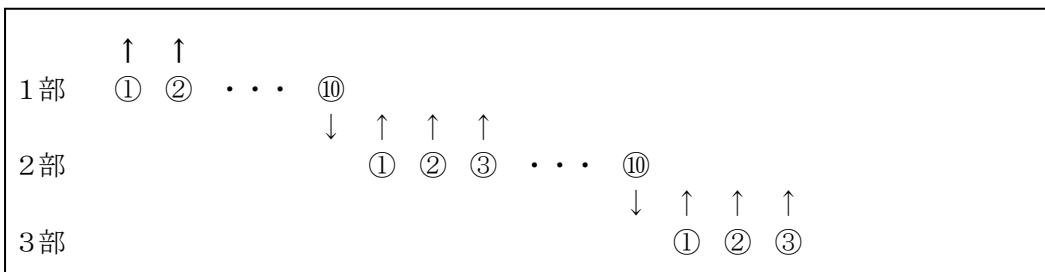 ↑ ↑
1部 ① ② ・・・ ⑩
↓ ↑ ↑ ↑
2部 ① ② ③ ・・・ ⑩
↓ ↑ ↑ ↑
3部 ① ② ③